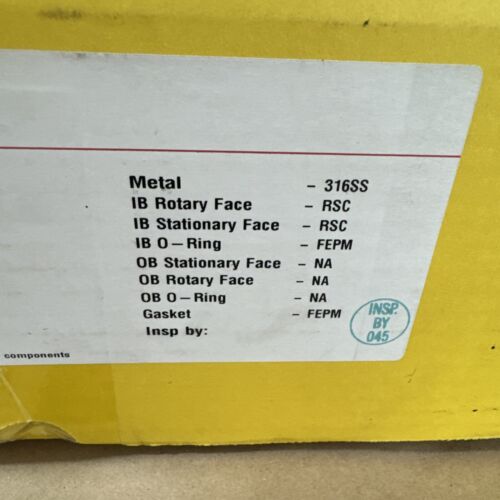 Metal - 316SS
IB Rotary Face - RSC
IB Stationary Face - RSC
IB O-Ring - FEPM
OB Stationary Face - NA
OB Rotary Face - NA
OB O-Ring - NA
Gasket - FEPM
Insp by:
INSP.
BY
045
components